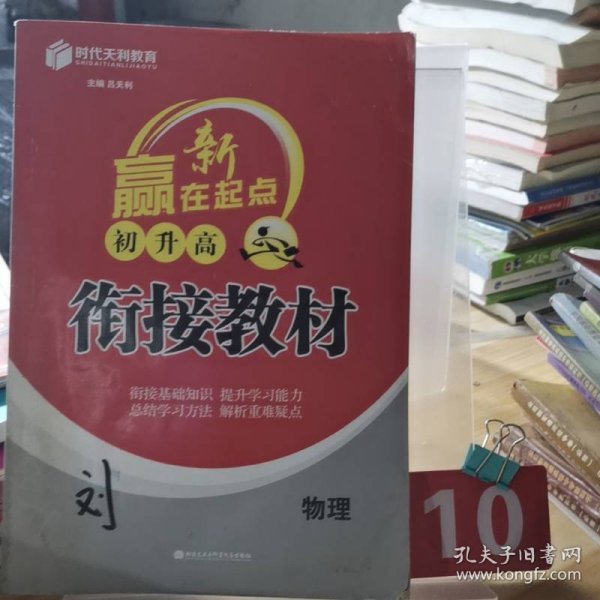 时代天利教育
SHIDAITIANLIJIAOYU
主编 吕天利
新
赢在起点
初升高
衔接教材
衔接基础知识 提升学习能力
总结学习方法 解析重难疑点
刘
物理
10
孔夫子旧书网
www.kongfz.com